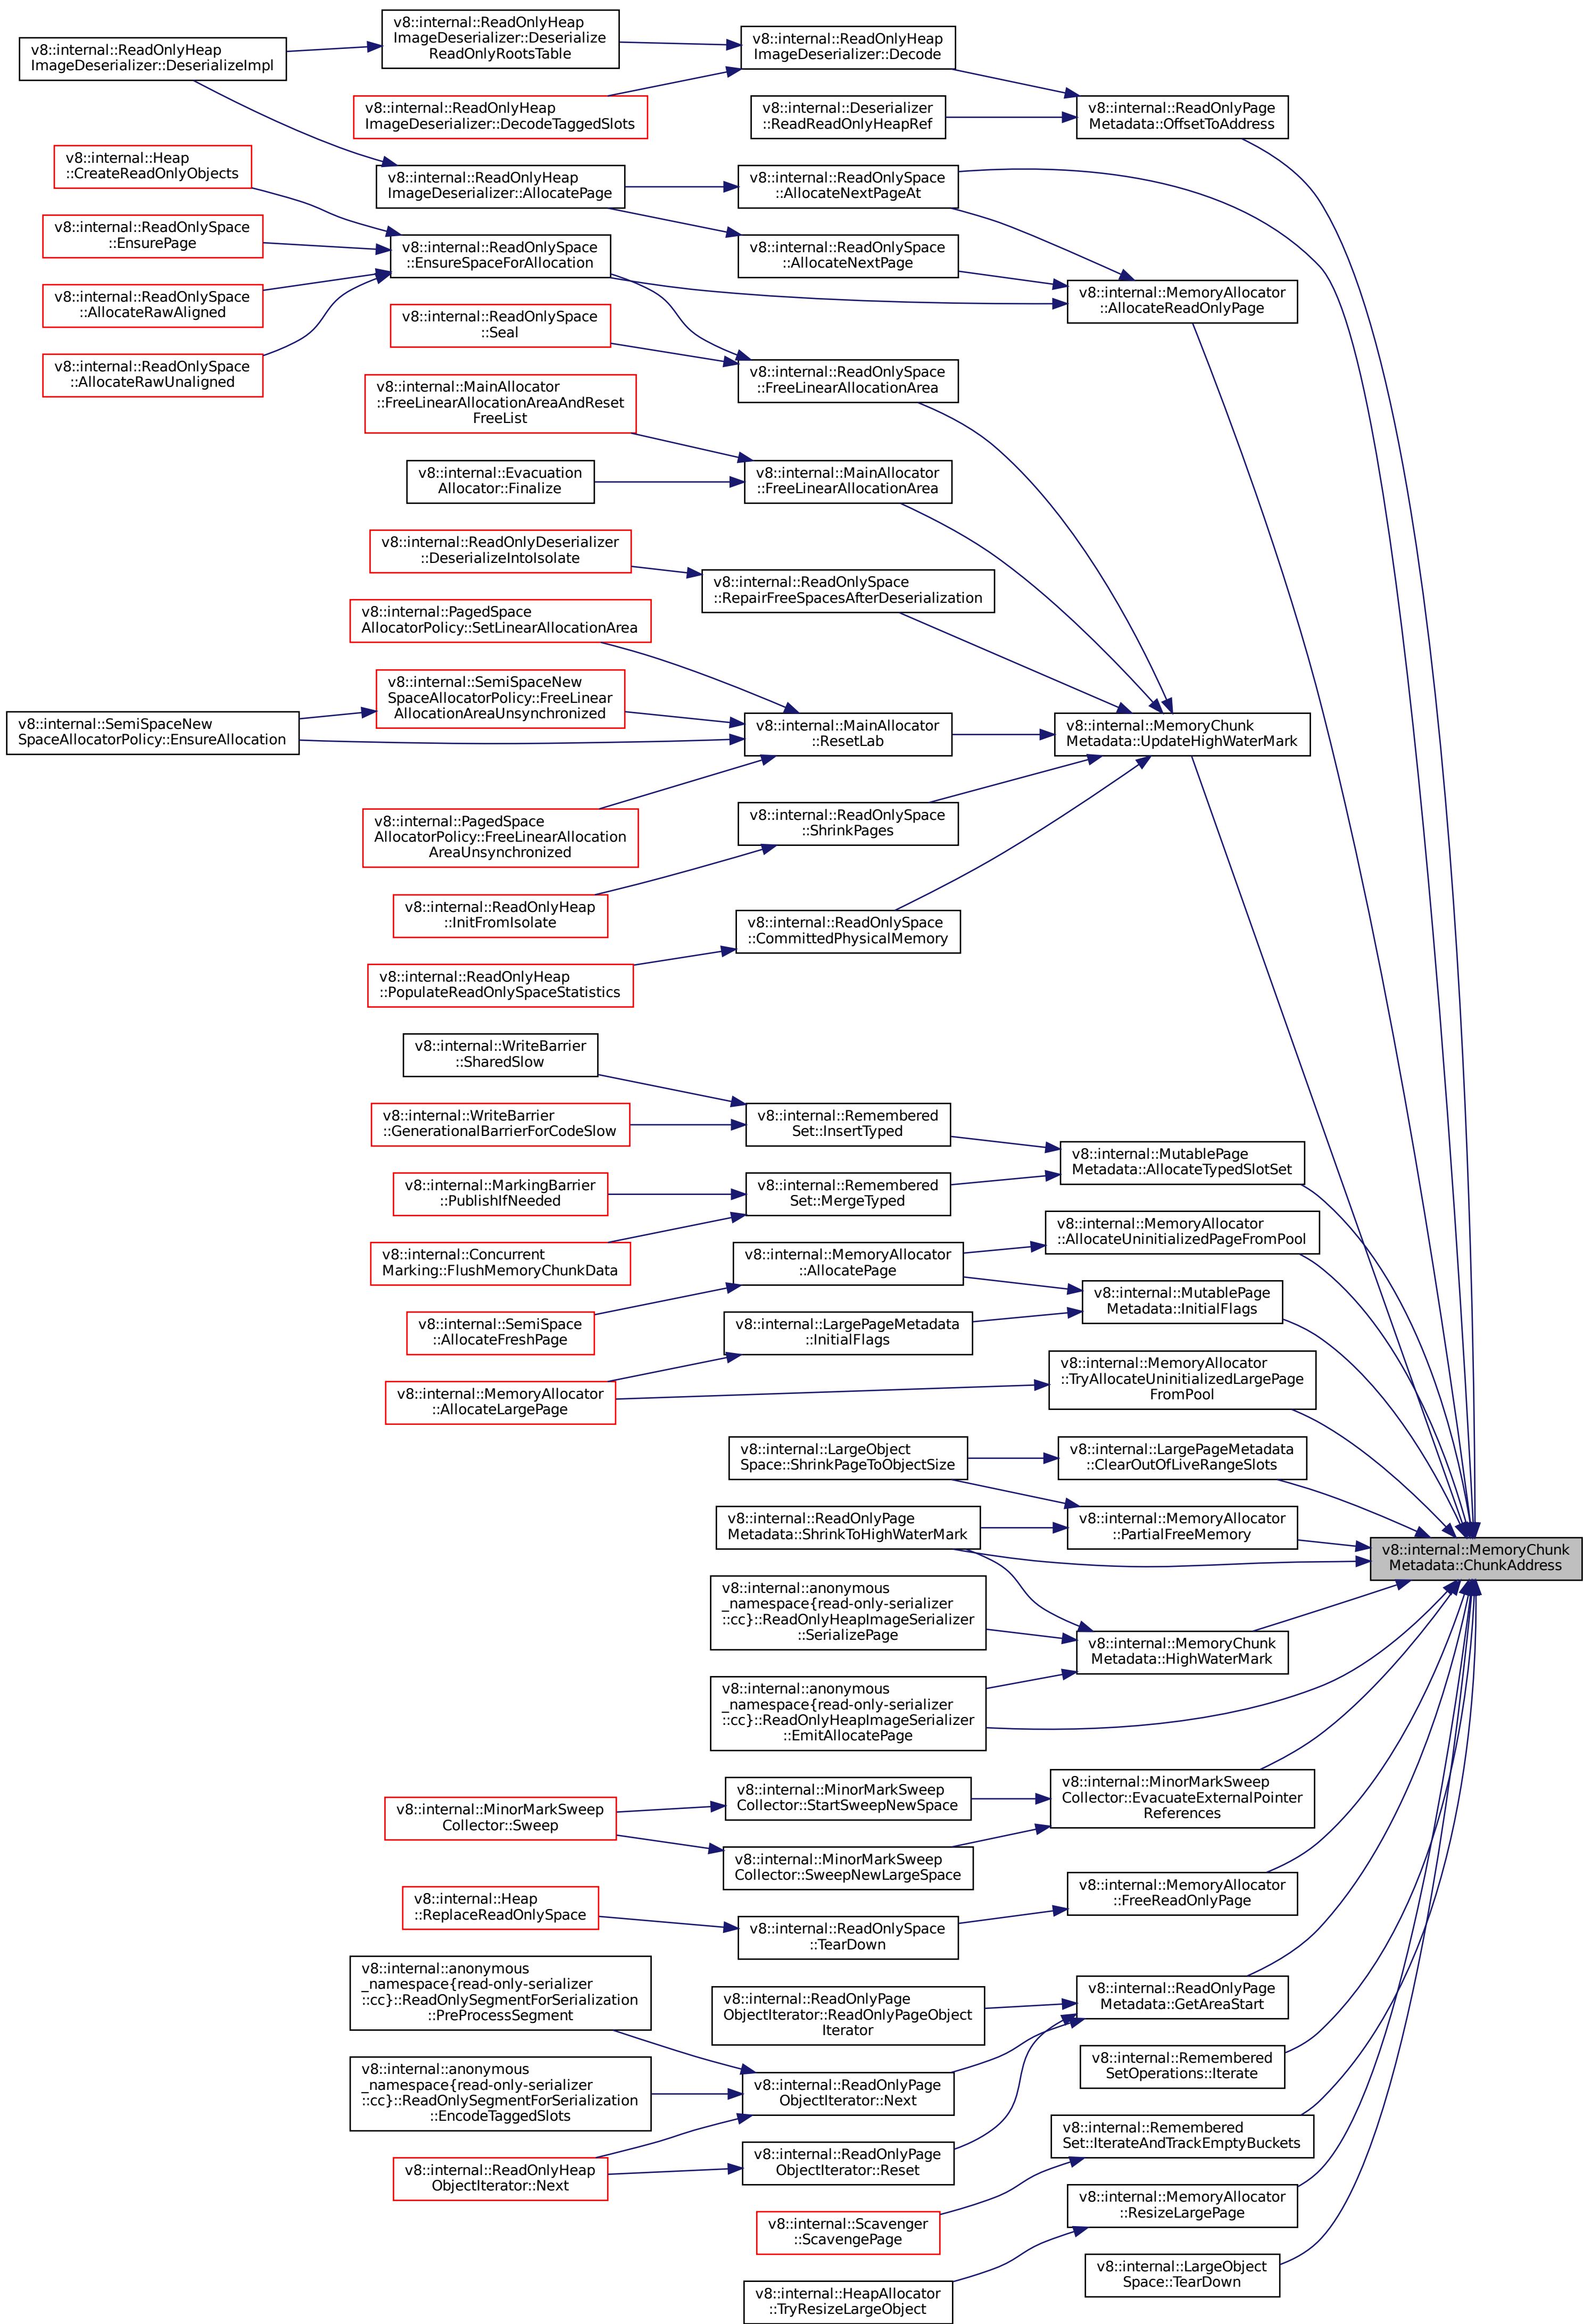 v8::internal::ReadOnlyHeap
ImageDeserializer::DeserializeImpl
v8::internal::ReadOnlyHeap
ImageDeserializer::Deserialize
ReadOnlyRootsTable
v8::internal::ReadOnlyHeap
ImageDeserializer::Decode
v8::internal::ReadOnlyHeap
ImageDeserializer::DecodeTaggedSlots
v8::internal::Deserializer
::ReadReadOnlyHeapRef
v8::internal::ReadOnlyPage
Metadata::OffsetToAddress
v8::internal::Heap
::CreateReadOnlyObjects
v8::internal::ReadOnlyHeap
ImageDeserializer::AllocatePage
v8::internal::ReadOnlySpace
::AllocateNextPageAt
v8::internal::ReadOnlySpace
::EnsurePage
v8::internal::ReadOnlySpace
::EnsureSpaceForAllocation
v8::internal::ReadOnlySpace
::AllocateNextPage
v8::internal::ReadOnlySpace
::AllocateRawAligned
v8::internal::MemoryAllocator
::AllocateReadOnlyPage
v8::internal::ReadOnlySpace
::Seal
v8::internal::ReadOnlySpace
::AllocateRawUnaligned
v8::internal::ReadOnlySpace
::FreeLinearAllocationArea
v8::internal::MainAllocator
::FreeLinearAllocationAreaAndReset
FreeList
v8::internal::Evacuation
Allocator::Finalize
v8::internal::MainAllocator
::FreeLinearAllocationArea
v8::internal::ReadOnlyDeserializer
::DeserializeIntoIsolate
v8::internal::ReadOnlySpace
::RepairFreeSpacesAfterDeserialization
v8::internal::PagedSpace
AllocatorPolicy::SetLinearAllocationArea
v8::internal::SemiSpaceNew
SpaceAllocatorPolicy::FreeLinear
AllocationAreaUnsynchronized
v8::internal::SemiSpaceNew
SpaceAllocatorPolicy::EnsureAllocation
v8::internal::MainAllocator
::ResetLab
v8::internal::MemoryChunk
Metadata::UpdateHighWaterMark
v8::internal::PagedSpace
AllocatorPolicy::FreeLinearAllocation
AreaUnsynchronized
v8::internal::ReadOnlySpace
::ShrinkPages
v8::internal::ReadOnlyHeap
::InitFromIsolate
v8::internal::ReadOnlySpace
::CommittedPhysicalMemory
v8::internal::ReadOnlyHeap
::PopulateReadOnlySpaceStatistics
v8::internal::WriteBarrier
::SharedSlow
v8::internal::WriteBarrier
::GenerationalBarrierForCodeSlow
v8::internal::Remembered
Set::InsertTyped
v8::internal::MutablePage
Metadata::AllocateTypedSlotSet
v8::internal::MarkingBarrier
::PublishIfNeeded
v8::internal::Remembered
Set::MergeTyped
v8::internal::MemoryAllocator
::AllocateUninitializedPageFromPool
v8::internal::Concurrent
Marking::FlushMemoryChunkData
v8::internal::MemoryAllocator
::AllocatePage
v8::internal::MutablePage
Metadata::InitialFlags
v8::internal::SemiSpace
::AllocateFreshPage
v8::internal::LargePageMetadata
::InitialFlags
v8::internal::MemoryAllocator
::TryAllocateUninitializedLargePage
FromPool
v8::internal::MemoryAllocator
::AllocateLargePage
v8::internal::LargeObject
Space::ShrinkPageToObjectSize
v8::internal::LargePageMetadata
::ClearOutOfLiveRangeSlots
v8::internal::ReadOnlyPage
Metadata::ShrinkToHighWaterMark
v8::internal::MemoryAllocator
::PartialFreeMemory
v8::internal::MemoryChunk
Metadata::ChunkAddress
v8::internal::anonymous
_namespace{read-only-serializer
::cc}::ReadOnlyHeapImageSerializer
::SerializePage
v8::internal::MemoryChunk
Metadata::HighWaterMark
v8::internal::anonymous
_namespace{read-only-serializer
::cc}::ReadOnlyHeapImageSerializer
::EmitAllocatePage
v8::internal::MinorMarkSweep
Collector::Sweep
v8::internal::MinorMarkSweep
Collector::StartSweepNewSpace
v8::internal::MinorMarkSweep
Collector::EvacuateExternalPointer
References
v8::internal::MinorMarkSweep
Collector::SweepNewLargeSpace
v8::internal::MemoryAllocator
::FreeReadOnlyPage
v8::internal::Heap
::ReplaceReadOnlySpace
v8::internal::ReadOnlySpace
::TearDown
v8::internal::anonymous
_namespace{read-only-serializer
::cc}::ReadOnlySegmentForSerialization
::PreProcessSegment
v8::internal::ReadOnlyPage
ObjectIterator::ReadOnlyPageObject
Iterator
v8::internal::ReadOnlyPage
Metadata::GetAreaStart
v8::internal::Remembered
SetOperations::Iterate
v8::internal::anonymous
_namespace{read-only-serializer
::cc}::ReadOnlySegmentForSerialization
::EncodeTaggedSlots
v8::internal::ReadOnlyPage
ObjectIterator::Next
v8::internal::Remembered
Set::IterateAndTrackEmptyBuckets
v8::internal::ReadOnlyHeap
ObjectIterator::Next
v8::internal::ReadOnlyPage
ObjectIterator::Reset
v8::internal::MemoryAllocator
::ResizeLargePage
v8::internal::Scavenger
::ScavengePage
v8::internal::LargeObject
Space::TearDown
v8::internal::HeapAllocator
::TryResizeLargeObject